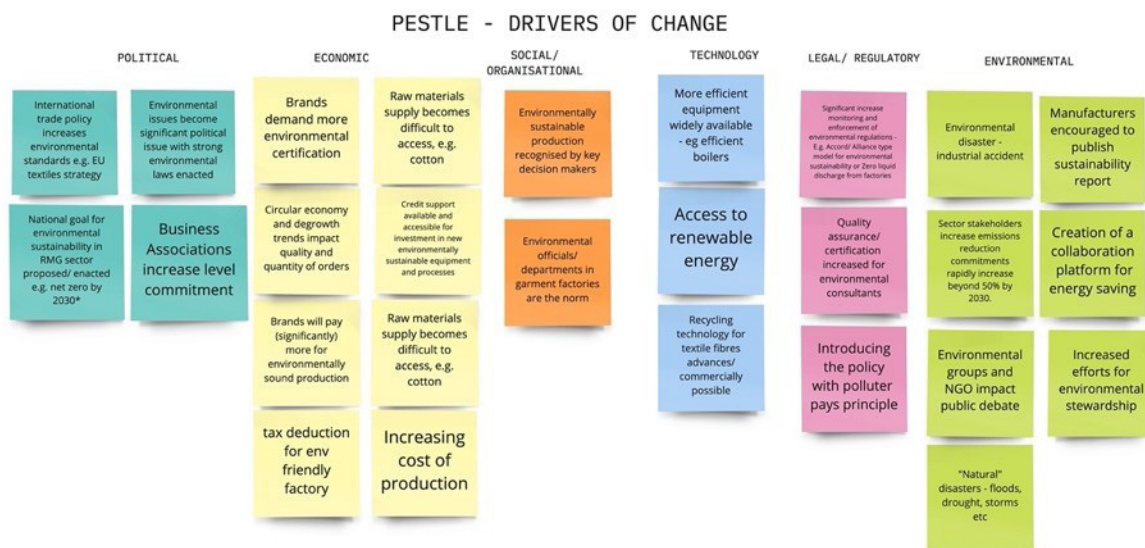 PESTLE - DRIVERS OF CHANGE
POLITICAL
International
trade policy
increases
environmental
standards e.g. EU
textiles strategy
Environmental
issues become
significant political
issue with strong
environmental
laws enacted
National goal for
environmental
sustainability in
RMG sector
proposed/ enacted
e.g. net zero by
2030*
Business
Associations
increase level
commitment
ECONOMIC
Brands
demand more
environmental
certification
Raw materials
supply becomes
difficult to
access, e.g.
cotton
Circular economy
and degrowth
trends impact
quality and
quantity of orders
Credit support
available and
accessible for
investment in new
environmentally
sustainable equipment
and processes
Brands will pay
(significantly)
more for
environmentally
sound production
Raw materials
supply becomes
difficult to
access, e.g.
cotton
tax deduction
for env
friendly
factory
Increasing
cost of
production
SOCIAL/
ORGANISATIONAL
Environmentally
sustainable
production
recognised by key
decision makers
Environmental
officials/
departments in
garment factories
are the norm
TECHNOLOGY
More efficient
equipment
widely available
- eg efficient
boilers
Access to
renewable
energy
Recycling
technology for
textile fibres
advances/
commercially
possible
LEGAL/ REGULATORY
Significant increase
monitoring and
enforcement of
environmental regulations -
E.g. Accord/ Alliance type
model for environmental
sustainability or Zero liquid
discharge from factories
Quality
assurance/
certification
increased for
environmental
consultants
Introducing
the policy
with polluter
pays principle
ENVIRONMENTAL
Environmental
disaster -
industrial accident
Manufacturers
encouraged to
publish
sustainability
report
Sector stakeholders
increase emissions
reduction
commitments
rapidly increase
beyond 50% by
2030.
Creation of a
collaboration
platform for
energy saving
Environmental
groups and
NGO impact
public debate
Increased
efforts for
environmental
stewardship
"Natural"
disasters - floods,
drought, storms
etc